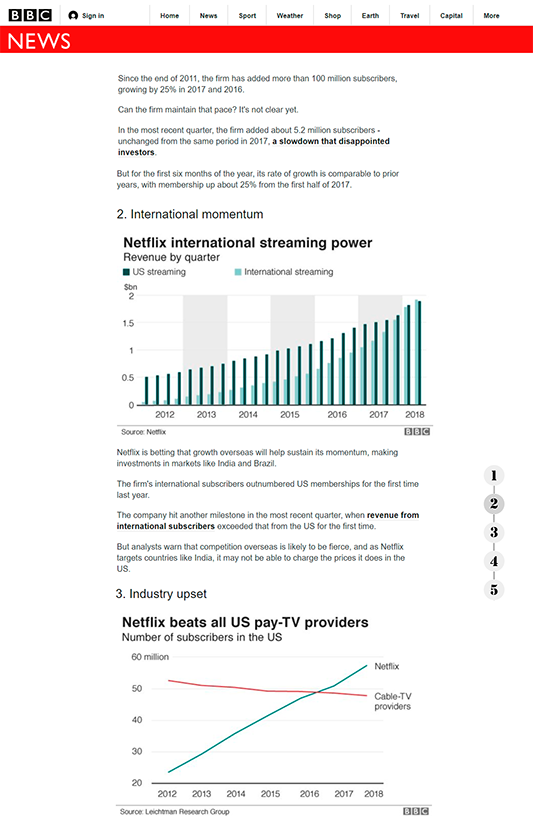 BBC Sign in Home News Sport Weather Shop Earth Travel Capital More
NEWS
Since the end of 2011, the firm has added more than 100 million subscribers,
growing by 25% in 2017 and 2016.
Can the firm maintain that pace? It's not clear yet.
In the most recent quarter, the firm added about 5.2 million subscribers -
unchanged from the same period in 2017, a slowdown that disappointed
investors.
But for the first six months of the year, its rate of growth is comparable to prior
years, with membership up about 25% from the first half of 2017.
2. International momentum
Netflix international streaming power
Revenue by quarter
US streaming International streaming
$bn
2
1.5
1
0.5
0
2012 2013 2014 2015 2016 2017 2018
Source: Netflix BBC
Netflix is betting that growth overseas will help sustain its momentum, making
investments in markets like India and Brazil.
The firm's international subscribers outnumbered US memberships for the first time
last year.
The company hit another milestone in the most recent quarter, when revenue from
international subscribers exceeded that from the US for the first time.
But analysts warn that competition overseas is likely to be fierce, and as Netflix
targets countries like India, it may not be able to charge the prices it does in the
US.
1
2
3
4
5
3. Industry upset
Netflix beats all US pay-TV providers
Number of subscribers in the US
60 million
Netflix
50
Cable-TV
providers
40
30
20
2012 2013 2014 2015 2016 2017 2018
Source: Leichtman Research Group BBC